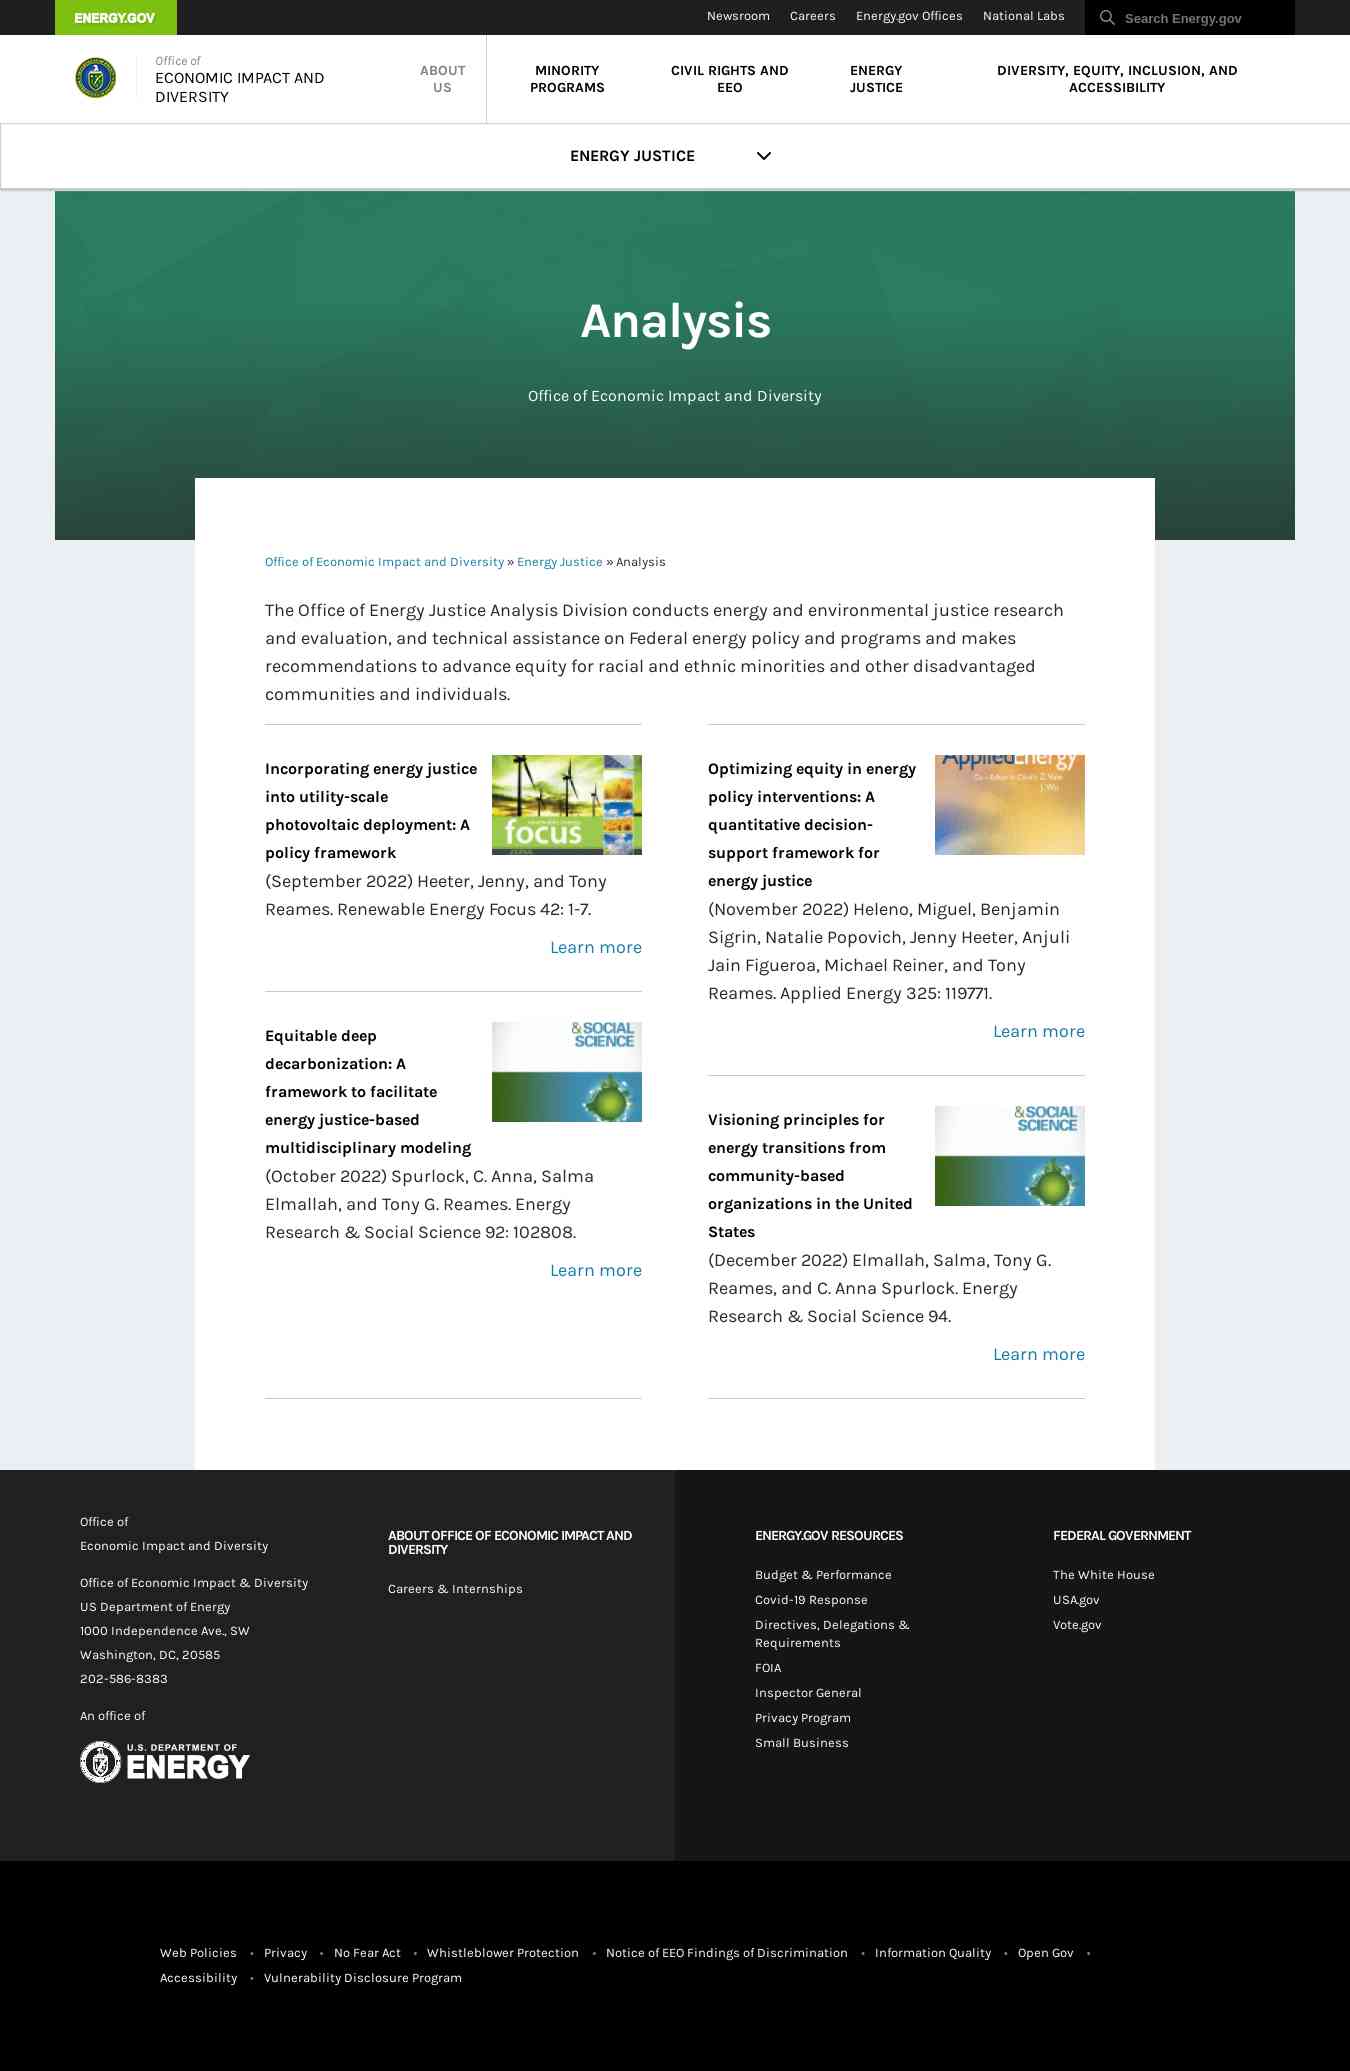 ENERGY.GOV
Newsroom
Careers
Energy.gov Offices
National Labs
Search Energy.gov
Office of
ECONOMIC IMPACT AND
DIVERSITY
ABOUT
US
MINORITY
PROGRAMS
CIVIL RIGHTS AND
EEO
ENERGY
JUSTICE
DIVERSITY, EQUITY, INCLUSION, AND
ACCESSIBILITY
ENERGY JUSTICE
Analysis
Office of Economic Impact and Diversity
Office of Economic Impact and Diversity » Energy Justice » Analysis
The Office of Energy Justice Analysis Division conducts energy and environmental justice research
and evaluation, and technical assistance on Federal energy policy and programs and makes
recommendations to advance equity for racial and ethnic minorities and other disadvantaged
communities and individuals.
Incorporating energy justice
into utility-scale
photovoltaic deployment: A
policy framework
focus
(September 2022) Heeter, Jenny, and Tony
Reames. Renewable Energy Focus 42: 1-7.
Learn more
Equitable deep
decarbonization: A
framework to facilitate
energy justice-based
multidisciplinary modeling
& SOCIAL
SCIENCE
(October 2022) Spurlock, C. Anna, Salma
Elmallah, and Tony G. Reames. Energy
Research & Social Science 92: 102808.
Learn more
Optimizing equity in energy
policy interventions: A
quantitative decision-
support framework for
energy justice
AppliedEnergy
J. Wu
(November 2022) Heleno, Miguel, Benjamin
Sigrin, Natalie Popovich, Jenny Heeter, Anjuli
Jain Figueroa, Michael Reiner, and Tony
Reames. Applied Energy 325: 119771.
Learn more
Visioning principles for
energy transitions from
community-based
organizations in the United
States
& SOCIAL
SCIENCE
(December 2022) Elmallah, Salma, Tony G.
Reames, and C. Anna Spurlock. Energy
Research & Social Science 94.
Learn more
Office of
Economic Impact and Diversity
Office of Economic Impact & Diversity
US Department of Energy
1000 Independence Ave., SW
Washington, DC, 20585
202-586-8383
An office of
U.S. DEPARTMENT OF
ENERGY
ABOUT OFFICE OF ECONOMIC IMPACT AND
DIVERSITY
Careers & Internships
ENERGY.GOV RESOURCES
Budget & Performance
Covid-19 Response
Directives, Delegations &
Requirements
FOIA
Inspector General
Privacy Program
Small Business
FEDERAL GOVERNMENT
The White House
USA.gov
Vote.gov
Web Policies • Privacy • No Fear Act • Whistleblower Protection • Notice of EEO Findings of Discrimination • Information Quality • Open Gov •
Accessibility • Vulnerability Disclosure Program